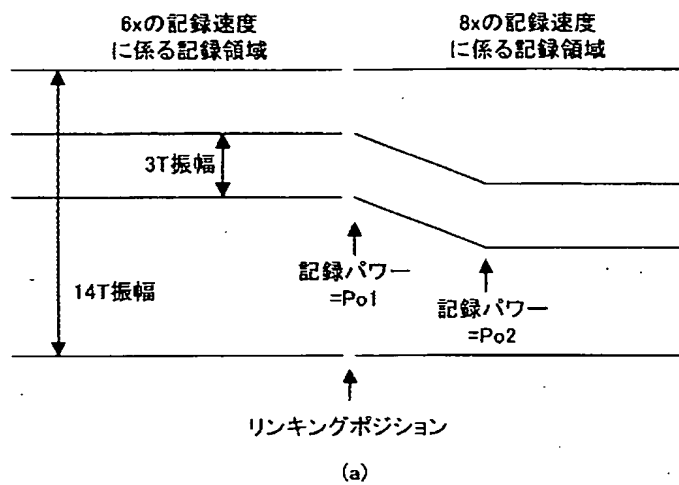 6xの記録速度
に係る記録領域
8xの記録速度
に係る記録領域
3T振幅
14T振幅
記録パワー
=Po1
記録パワー
=Po2
リンキングポジション
(a)